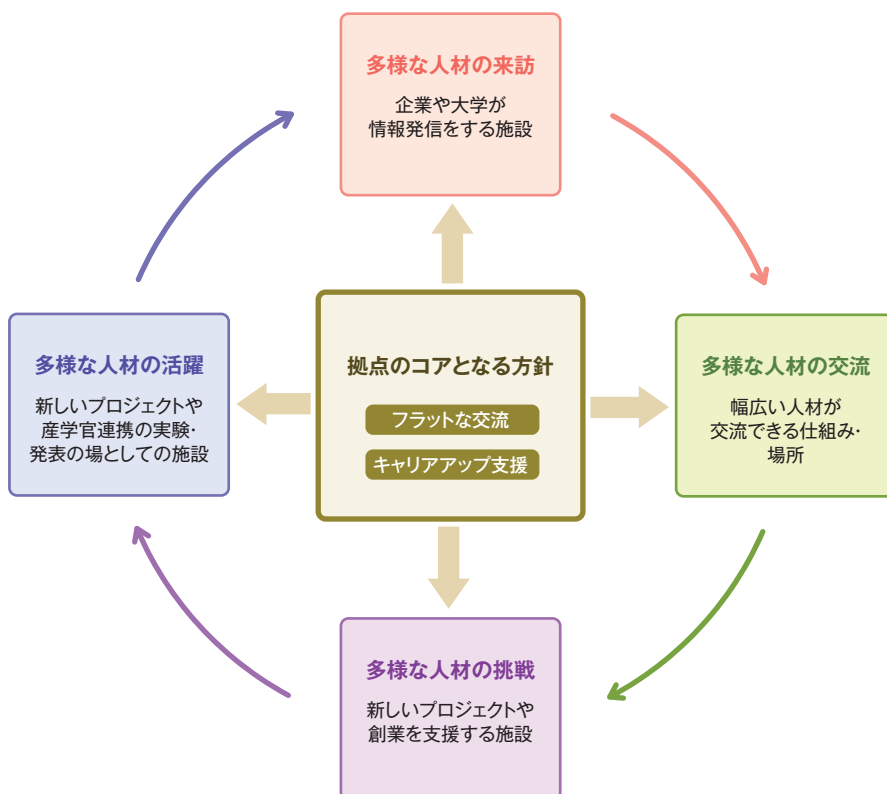 多様な人材の来訪
企業や大学が
情報発信をする施設
多様な人材の活躍
新しいプロジェクトや
産学官連携の実験・
発表の場としての施設
拠点のコアとなる方針
フラットな交流
キャリアアップ支援
多様な人材の交流
幅広い人材が
交流できる仕組み・
場所
多様な人材の挑戦
新しいプロジェクトや
創業を支援する施設